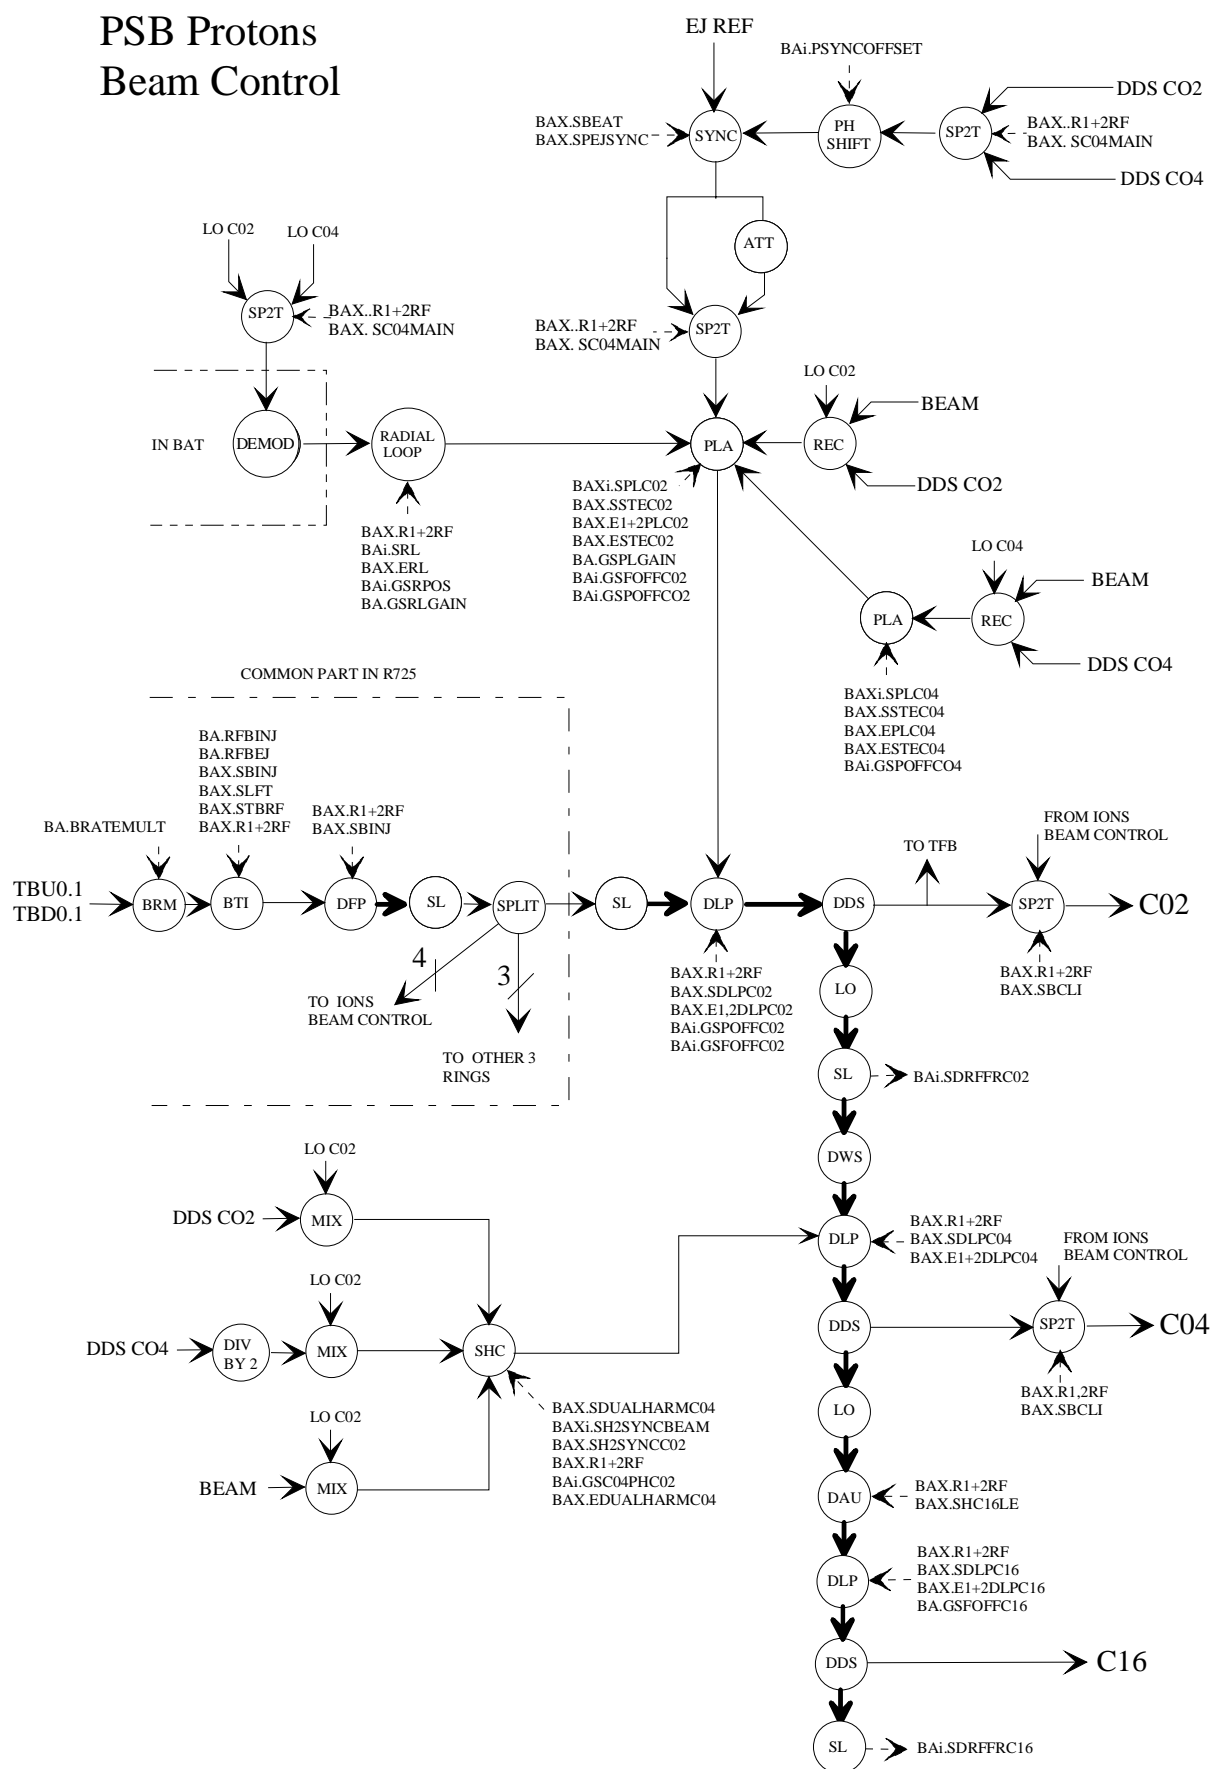 PSB Protons
Beam Control
EJ REF
BAi.PSYNCOFFSET
DDS CO2
BAX.SBEAT
BAX.SPEJSYNC
SYNC
PH
SHIFT
SP2T
BAX..R1+2RF
BAX. SC04MAIN
DDS CO4
ATT
LO C02
LO C04
SP2T
BAX..R1+2RF
BAX. SC04MAIN
BAX..R1+2RF
BAX. SC04MAIN
SP2T
LO C02
BEAM
IN BAT
DEMOD
RADIAL
LOOP
PLA
REC
DDS CO2
BAXi.SPLC02
BAX.SSTEC02
BAX.E1+2PLC02
BAX.ESTEC02
BA.GSPLGAIN
BAi.GSFOFFC02
BAi.GSPOFFCO2
BAX.R1+2RF
BAi.SRL
BAX.ERL
BAi.GSRPOS
BA.GSRLGAIN
LO C04
BEAM
PLA
REC
DDS CO4
BAXi.SPLC04
BAX.SSTEC04
BAX.EPLC04
BAX.ESTEC04
BAi.GSPOFFCO4
COMMON PART IN R725
BA.RFBINJ
BA.RFBEJ
BAX.SBINJ
BAX.SLFT
BAX.STBRF
BAX.R1+2RF
BAX.R1+2RF
BAX.SBINJ
BA.BRATEMULT
FROM IONS
BEAM CONTROL
TO TFB
TBU0.1
TBD0.1
BRM
BTI
DFP
SL
SPLIT
SL
DLP
DDS
SP2T
C02
4
3
TO IONS
BEAM CONTROL
TO OTHER 3
RINGS
BAX.R1+2RF
BAX.SDLPC02
BAX.E1,2DLPC02
BAi.GSPOFFC02
BAi.GSFOFFC02
BAX.R1+2RF
BAX.SBCLI
LO
SL
BAi.SDRFFRC02
DWS
LO C02
DDS CO2
MIX
DLP
BAX.R1+2RF
BAX.SDLPC04
BAX.E1+2DLPC04
FROM IONS
BEAM CONTROL
LO C02
DDS CO4
DIV
BY 2
MIX
SHC
DDS
SP2T
C04
BAX.R1,2RF
BAX.SBCLI
BAX.SDUALHARMC04
BAXi.SH2SYNCBEAM
BAX.SH2SYNCC02
BAX.R1+2RF
BAi.GSC04PHC02
BAX.EDUALHARMC04
LO C02
BEAM
MIX
LO
DAU
BAX.R1+2RF
BAX.SHC16LE
DLP
BAX.R1+2RF
BAX.SDLPC16
BAX.E1+2DLPC16
BA.GSFOFFC16
DDS
C16
SL
BAi.SDRFFRC16